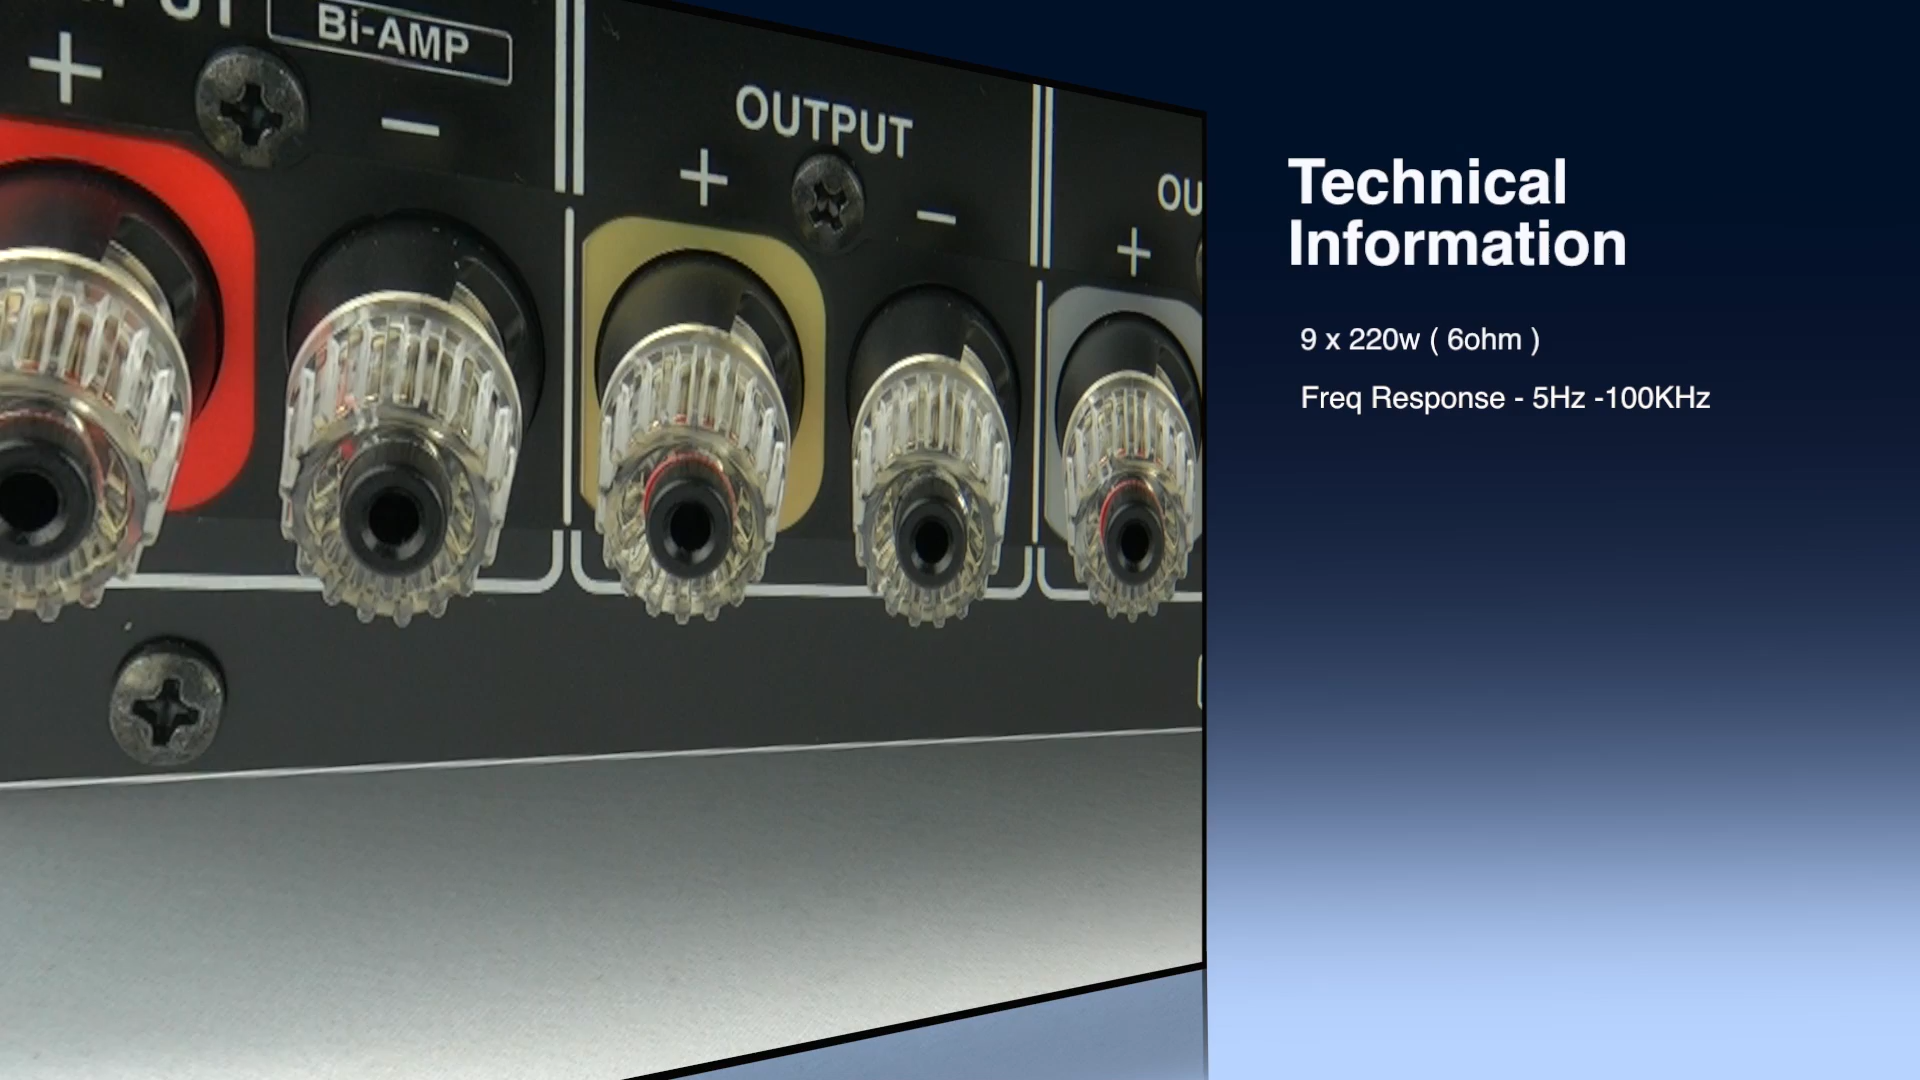 Bi-AMP
+
−
OUTPUT
+
−
+
Technical
Information
9 x 220w ( 6ohm )
Freq Response - 5Hz -100KHz